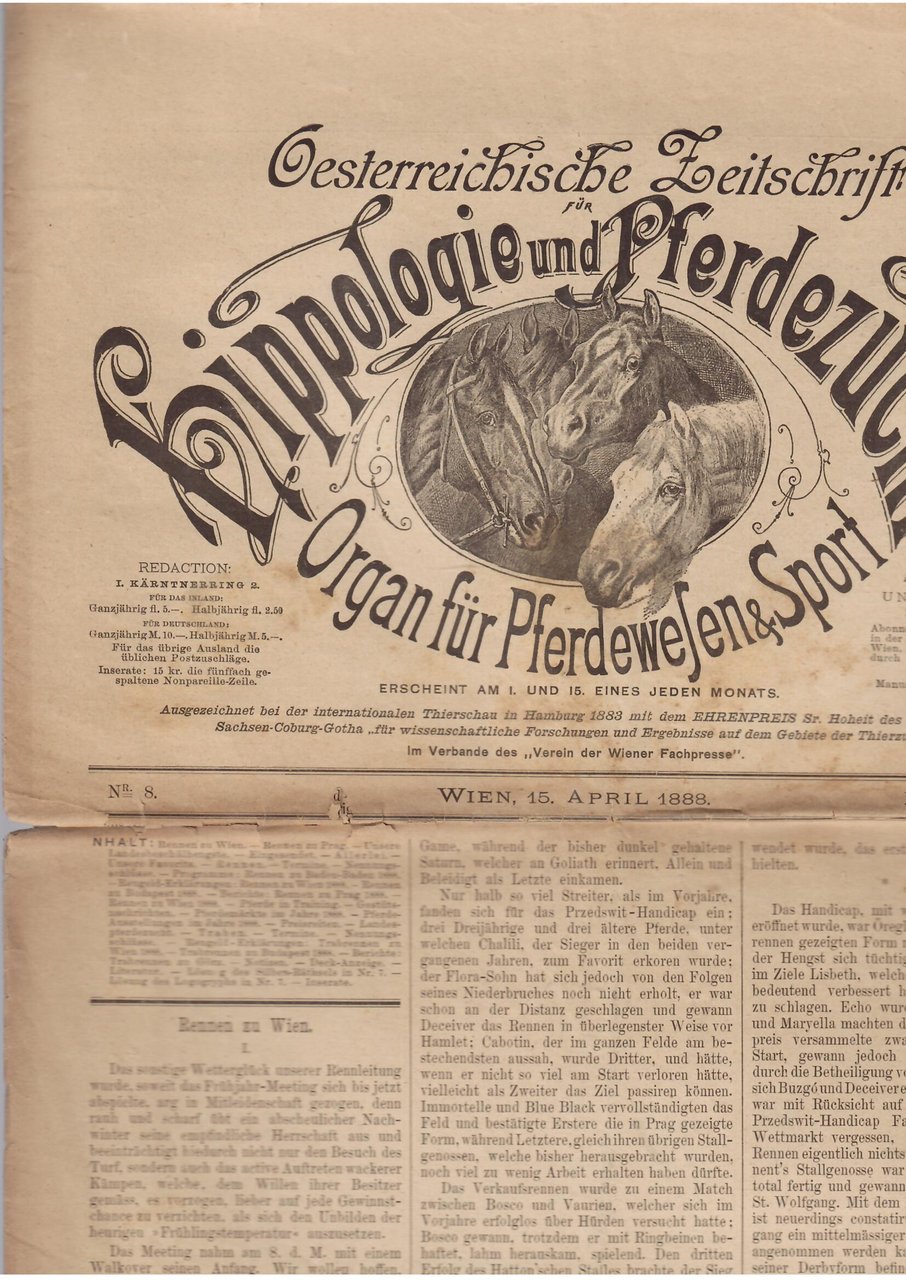 Oesterreichische Zeitschrift
FÜR
Hippologie und Pferdezuch
Organ für Pferdewesen & Sport
REDACTION:
I. KÄRNTNERRING 2.
FÜR DAS INLAND:
Ganzjährig fl. 5.—. Halbjährig fl. 2.50
FÜR DEUTSCHLAND:
Ganzjährig M. 10.—. Halbjährig M. 5.—.
Für das übrige Ausland die
üblichen Postzuschläge.
Inserate: 15 kr. die fünffach ge-
spaltene Nonpareille-Zeile.
UN
Abonn
in der
Wien,
durch
Manu
ERSCHEINT AM 1. UND 15. EINES JEDEN MONATS.
Ausgezeichnet bei der internationalen Thierschau in Hamburg 1883 mit dem EHRENPREIS Sr. Hoheit des
Sachsen-Coburg-Gotha „für wissenschaftliche Forschungen und Ergebnisse auf dem Gebiete der Thierzu
Im Verbande des „Verein der Wiener Fachpresse".
NR. 8.
WIEN, 15. APRIL 1888.
NHALT: Rennen zu Wien. — Rennen zu Prag. — Unsere
Rennen zu Wien.
I.
Das sonstige Wetterglück unserer Rennleitung
wurde, soweit das Frühjahr-Meeting sich bis jetzt
abspielte, arg in Mitleidenschaft gezogen, denn
rauh und scharf übt ein abscheulicher Nach-
winter seine empfindliche Herrschaft aus und
beeinträchtigt hiedurch nicht nur den Besuch des
Turf, sondern auch das active Auftreten wackerer
Kämpen, welche, dem Willen ihrer Besitzer
gemäss, es vorzogen, lieber auf jede Gewinnst-
chance zu verzichten, als sich den Unbilden der
heurigen »Frühlingstemperatur« auszusetzen.
Das Meeting nahm am 8. d. M. mit einem
Walkover seinen Anfang. Wir wollen hoffen,
Game, während der bisher dunkel gehaltene
Saturn, welcher an Goliath erinnert, Allein und
Beleidigt als Letzte einkamen.
Nur halb so viel Streiter, als im Vorjahre,
fanden sich für das Przedswit-Handicap ein;
drei Dreijährige und drei ältere Pferde, unter
welchen Chalili, der Sieger in den beiden ver-
gangenen Jahren, zum Favorit erkoren wurde;
der Flora-Sohn hat sich jedoch von den Folgen
seines Niederbruches noch nicht erholt, er war
schon an der Distanz geschlagen und gewann
Deceiver das Rennen in überlegenster Weise vor
Hamlet; Cabotin, der im ganzen Felde am be-
stechendsten aussah, wurde Dritter, und hätte,
wenn er nicht so viel am Start verloren hätte,
vielleicht als Zweiter das Ziel passiren können.
Immortelle und Blue Black vervollständigten das
Feld und bestätigte Erstere die in Prag gezeigte
Form, während Letztere, gleich ihren übrigen Stall-
genossen, welche bisher herausgebracht wurden,
noch viel zu wenig Arbeit erhalten haben dürfte.
Das Verkaufsrennen wurde zu einem Match
zwischen Bosco und Vaurien, welcher sich im
Vorjahre erfolglos über Hürden versucht hatte;
Bosco gewann, trotzdem er mit Ringbeinen be-
haftet, lahm herauskam, spielend. Den dritten
Erfolg des Hatton'schen Stalles brachte der Sieg
wendet wurde, das erst
hielten.
Das Handicap, mit w
eröffnet wurde, war Oregl
rennen gezeigten Form n
der Hengst sich tüchtig
im Ziele Lisbeth, welch
bedeutend verbessert h
zu schlagen. Echo wur
und Maryella machten d
preis versammelte zwa
Start, gewann jedoch
durch die Betheiligung v
sich Buzgó und Deceiver e
war mit Rücksicht auf
Przedswit-Handicap Fa
Wettmarkt vergessen,
Rennen eigentlich nichts
nent's Stallgenosse war
total fertig und gewann
St. Wolfgang. Mit dem
ist neuerdings constatir
gang ein mittelmässiger
angenommen werden ka
seiner Derbyform befin